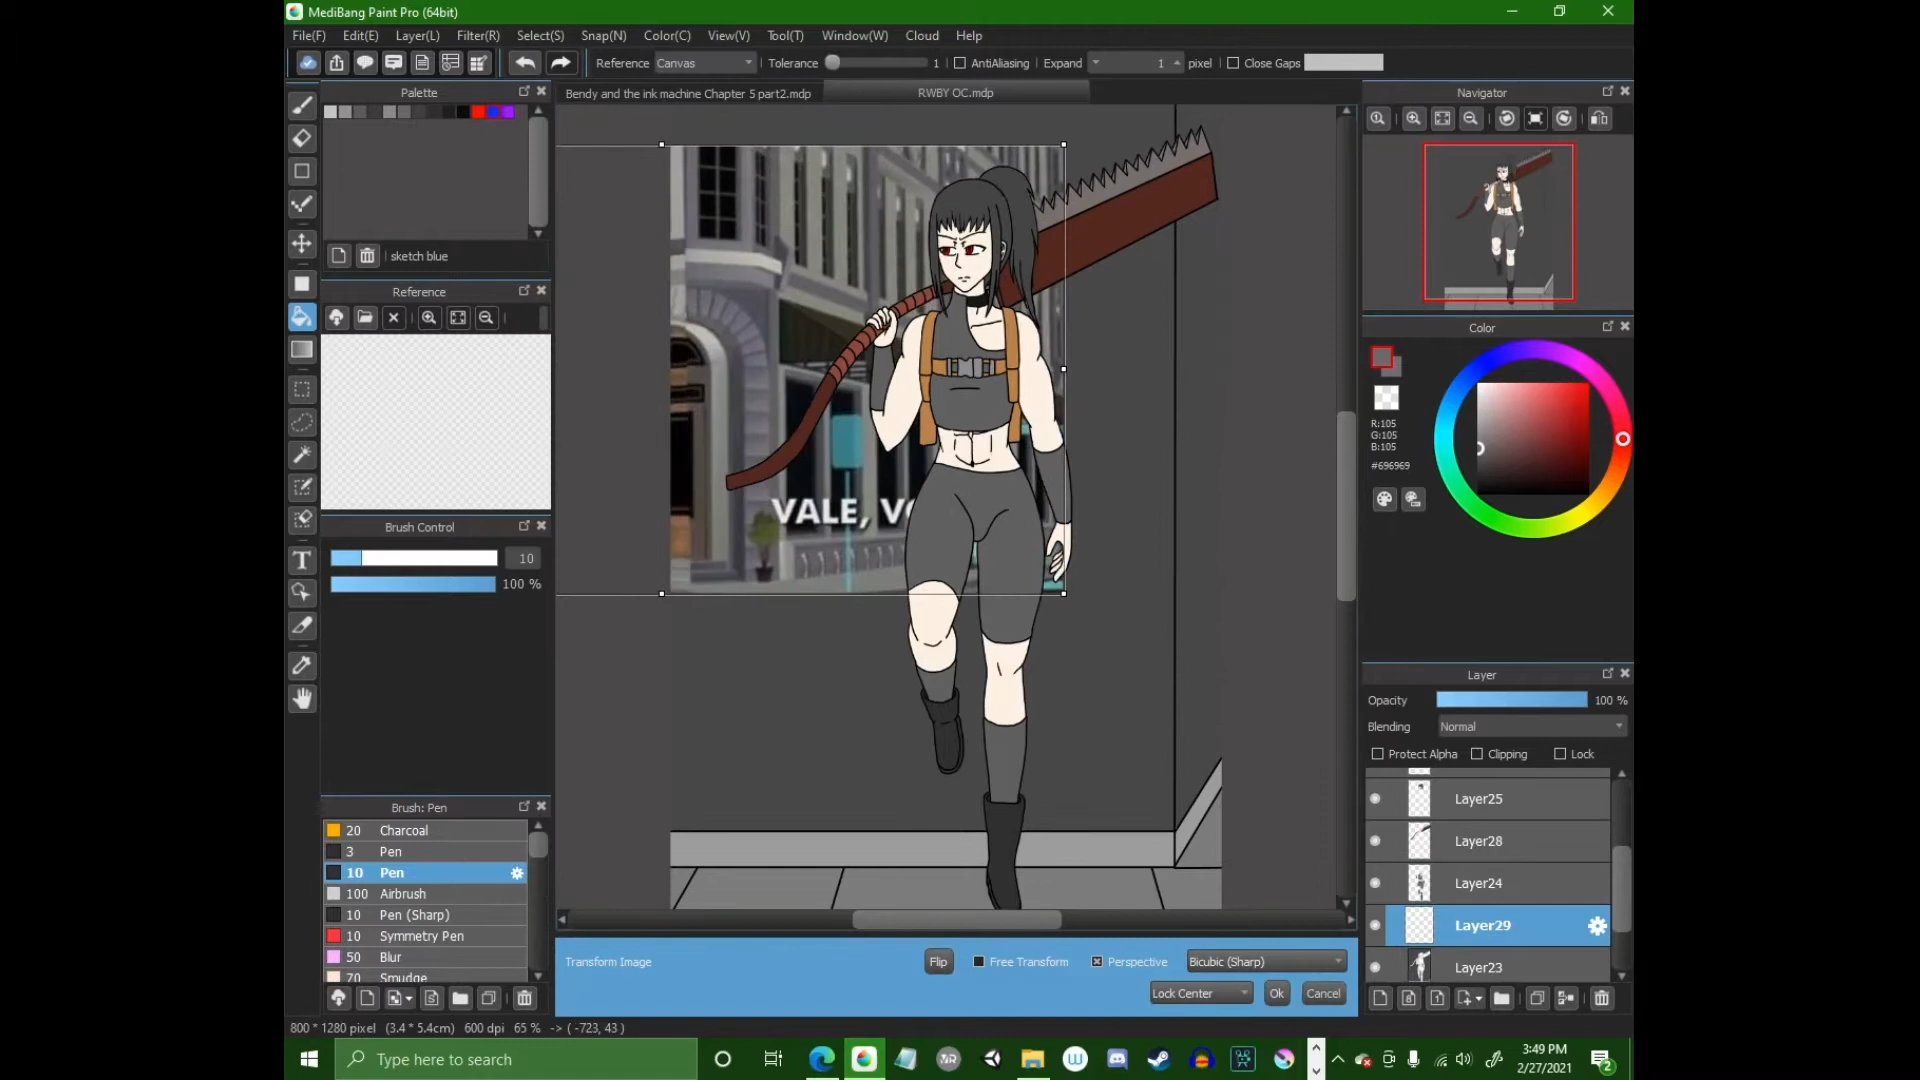 MediBang Paint Pro (64bit)
File(F) Edit(E) Layer(L) Filter(R) Select(S) Snap(N) Color(C) View(V) Tool(T) Window(W) Cloud Help
Reference Canvas Tolerance 1 AntiAliasing Expand 1 pixel Close Gaps
Palette
Bendy and the ink machine Chapter 5 part2.mdp
RWBY OC.mdp
Navigator
sketch blue
Reference
Color
R:105
G:105
B:105
#696969
VALE, V
Brush Control
10
100 %
Layer
Opacity 100 %
Blending Normal
Protect Alpha Clipping Lock
Layer25
Layer28
Layer24
Layer29
Layer23
Brush: Pen
20 Charcoal
3 Pen
10 Pen
100 Airbrush
10 Pen (Sharp)
10 Symmetry Pen
50 Blur
70 Smudge
Transform Image
Flip
Free Transform
Perspective
Bicubic (Sharp)
Lock Center
Ok
Cancel
800 * 1280 pixel (3.4 * 5.4cm) 600 dpi 65 % -> ( -723, 43 )
Type here to search
3:49 PM
2/27/2021
2